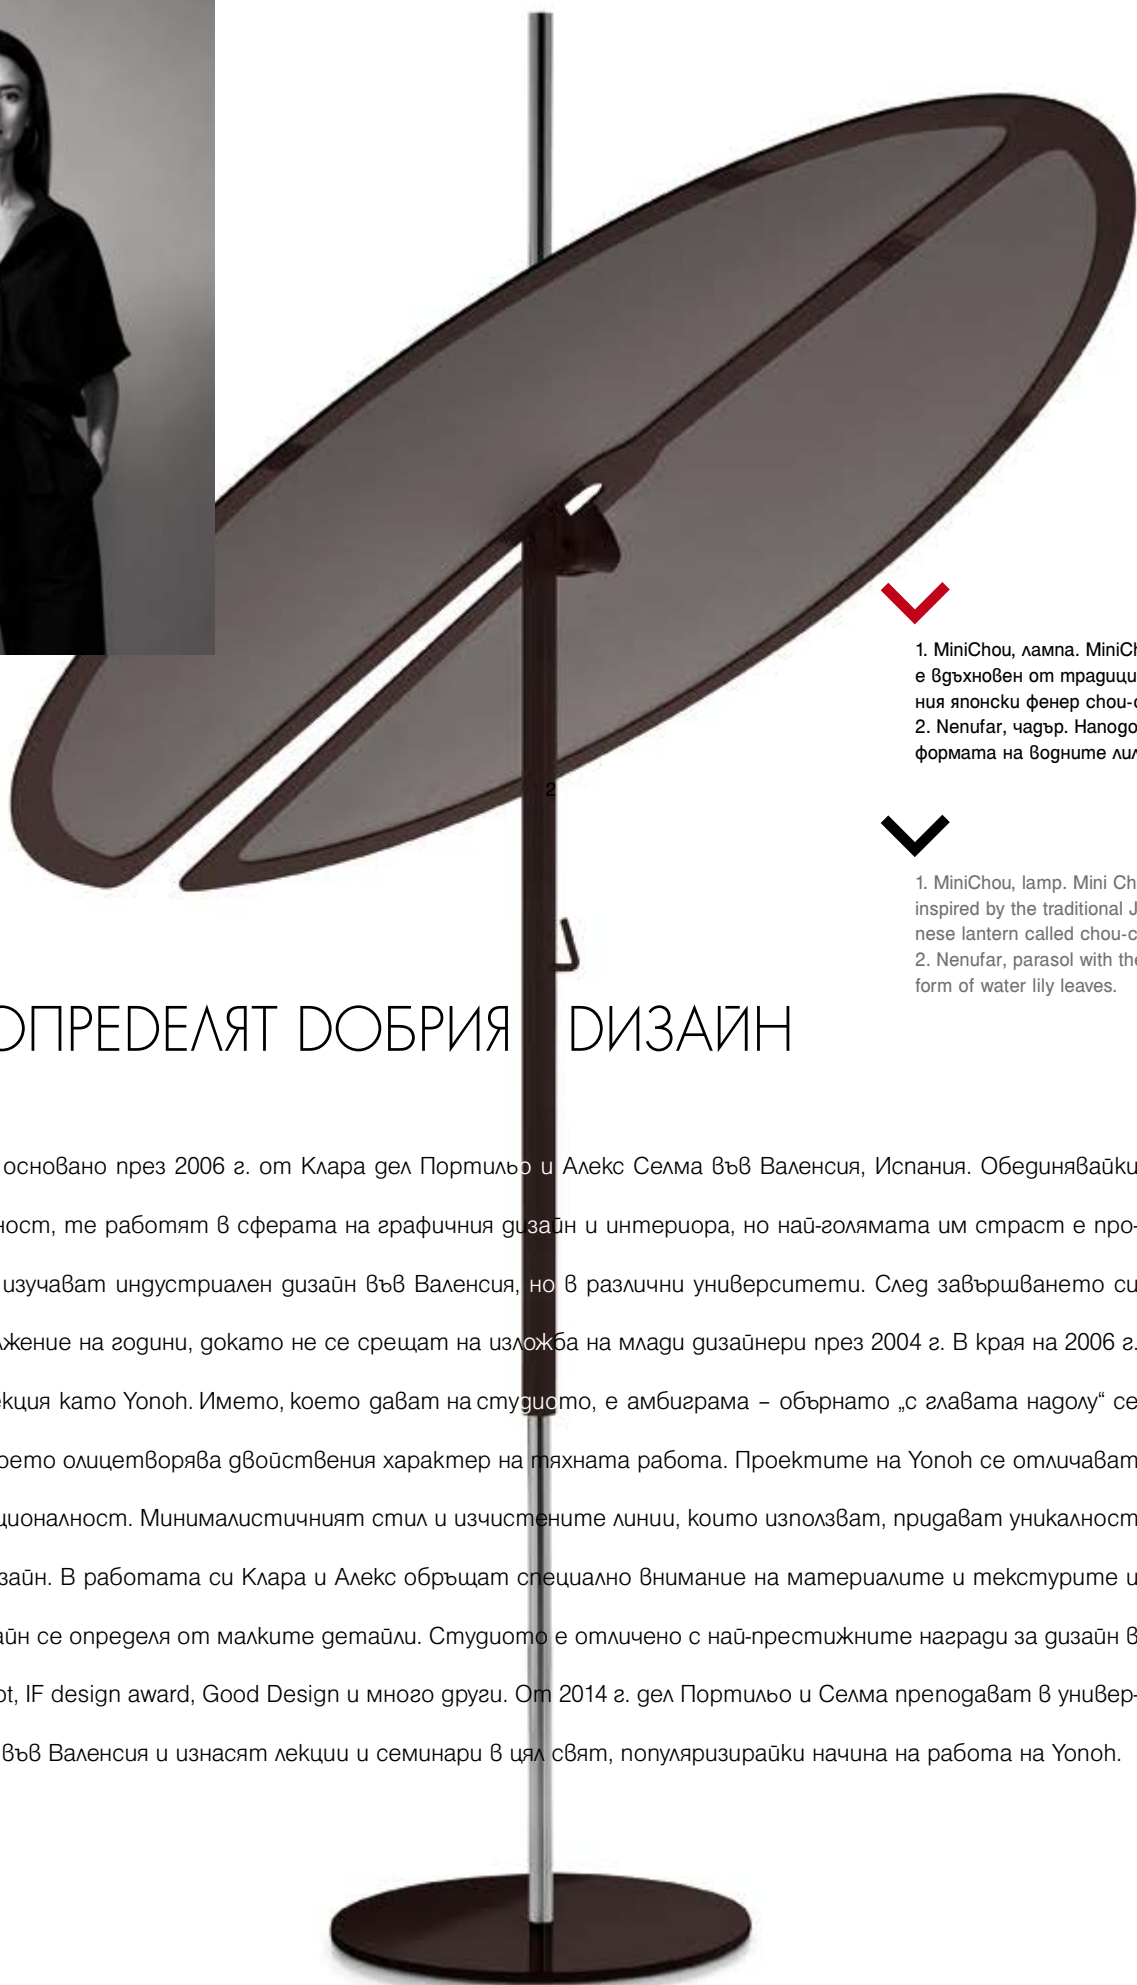 1. MiniChou, лампа. MiniCh
е вдъхновен от традици
ния японски фенер chou-c
2. Nenufar, чадър. Наподо
формата на водните лил
2
1. MiniChou, lamp. Mini Ch
inspired by the traditional J
nese lantern called chou-c
2. Nenufar, parasol with the
form of water lily leaves.
ОПРЕДЕЛЯТ ДОБРИЯ ДИЗАЙН
основано през 2006 г. от Клара дел Портильо и Алекс Селма във Валенсия, Испания. Обединявайки
ност, те работят в сферата на графичния дизайн и интериора, но най-голямата им страст е про-
изучават индустриален дизайн във Валенсия, но в различни университети. След завършването си
лжение на години, докато не се срещат на изложба на млади дизайнери през 2004 г. В края на 2006 г.
екция като Yonoh. Името, което дават на студиото, е амбиграма – обърнато „с главата надолу“ се
оето олицетворява двойствения характер на тяхната работа. Проектите на Yonoh се отличават
ционалност. Минималистичният стил и изчистените линии, които използват, придават уникалност
зайн. В работата си Клара и Алекс обръщат специално внимание на материалите и текстурите и
айн се определя от малките детайли. Студиото е отличено с най-престижните награди за дизайн в
ot, IF design award, Good Design и много други. От 2014 г. дел Портильо и Селма преподават в универ-
във Валенсия и изнасят лекции и семинари в цял свят, популяризирайки начина на работа на Yonoh.